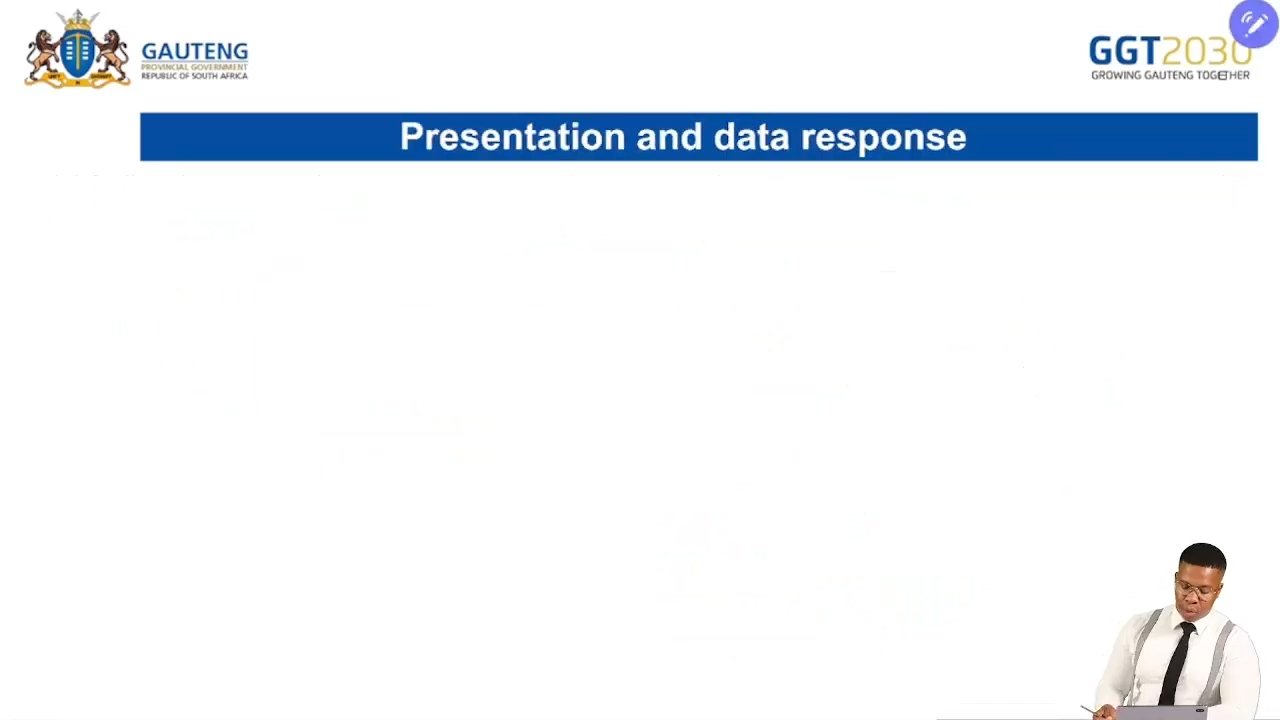 GAUTENG
PROVINCIAL GOVERNMENT
REPUBLIC OF SOUTH AFRICA
GGT2030
GROWING GAUTENG TOGETHER
Presentation and data response